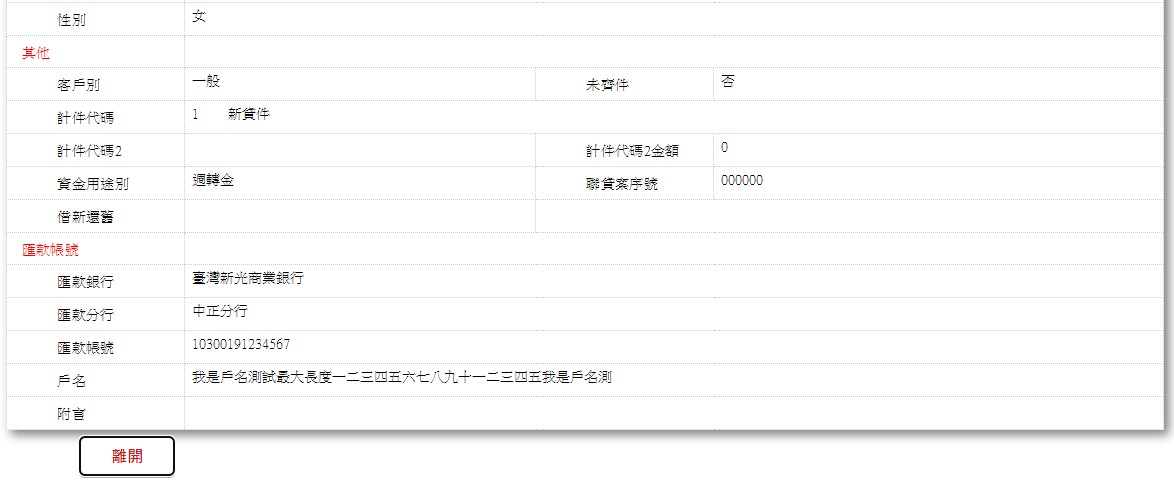 性別 女
其他
客戶別 一般 未齊件 否
計件代碼 1 新貸件
計件代碼2 計件代碼2金額 0
資金用途別 週轉金 聯貸案序號 000000
借新還舊
匯款帳號
匯款銀行 臺灣新光商業銀行
匯款分行 中正分行
匯款帳號 10300191234567
戶名 我是戶名測試最大長度一二三四五六七八九十一二三四五我是戶名測
附言
離開